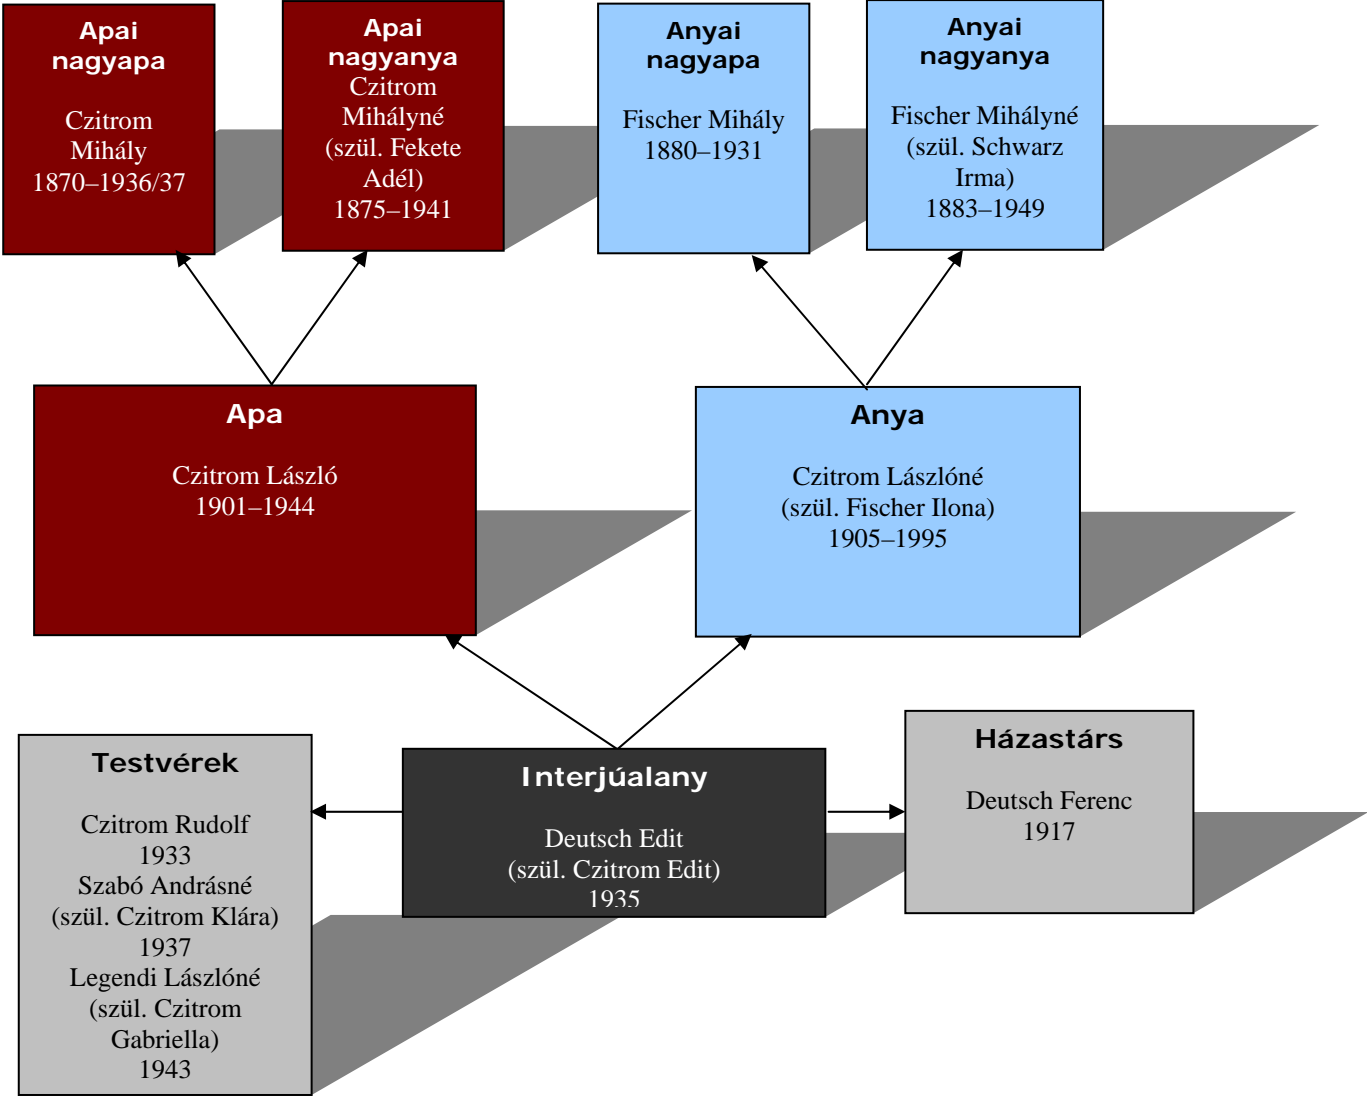 Apai
nagyapa
Czitrom
Mihály
1870–1936/37
Apai
nagyanya
Czitrom
Mihályné
(szül. Fekete
Adél)
1875–1941
Anyai
nagyapa
Fischer Mihály
1880–1931
Anyai
nagyanya
Fischer Mihályné
(szül. Schwarz
Irma)
1883–1949
Apa
Czitrom László
1901–1944
Anya
Czitrom Lászlóné
(szül. Fischer Ilona)
1905–1995
Testvérek
Czitrom Rudolf
1933
Szabó Andrásné
(szül. Czitrom Klára)
1937
Legendi Lászlóné
(szül. Czitrom
Gabriella)
1943
Interjúalany
Deutsch Edit
(szül. Czitrom Edit)
1935
Házastárs
Deutsch Ferenc
1917